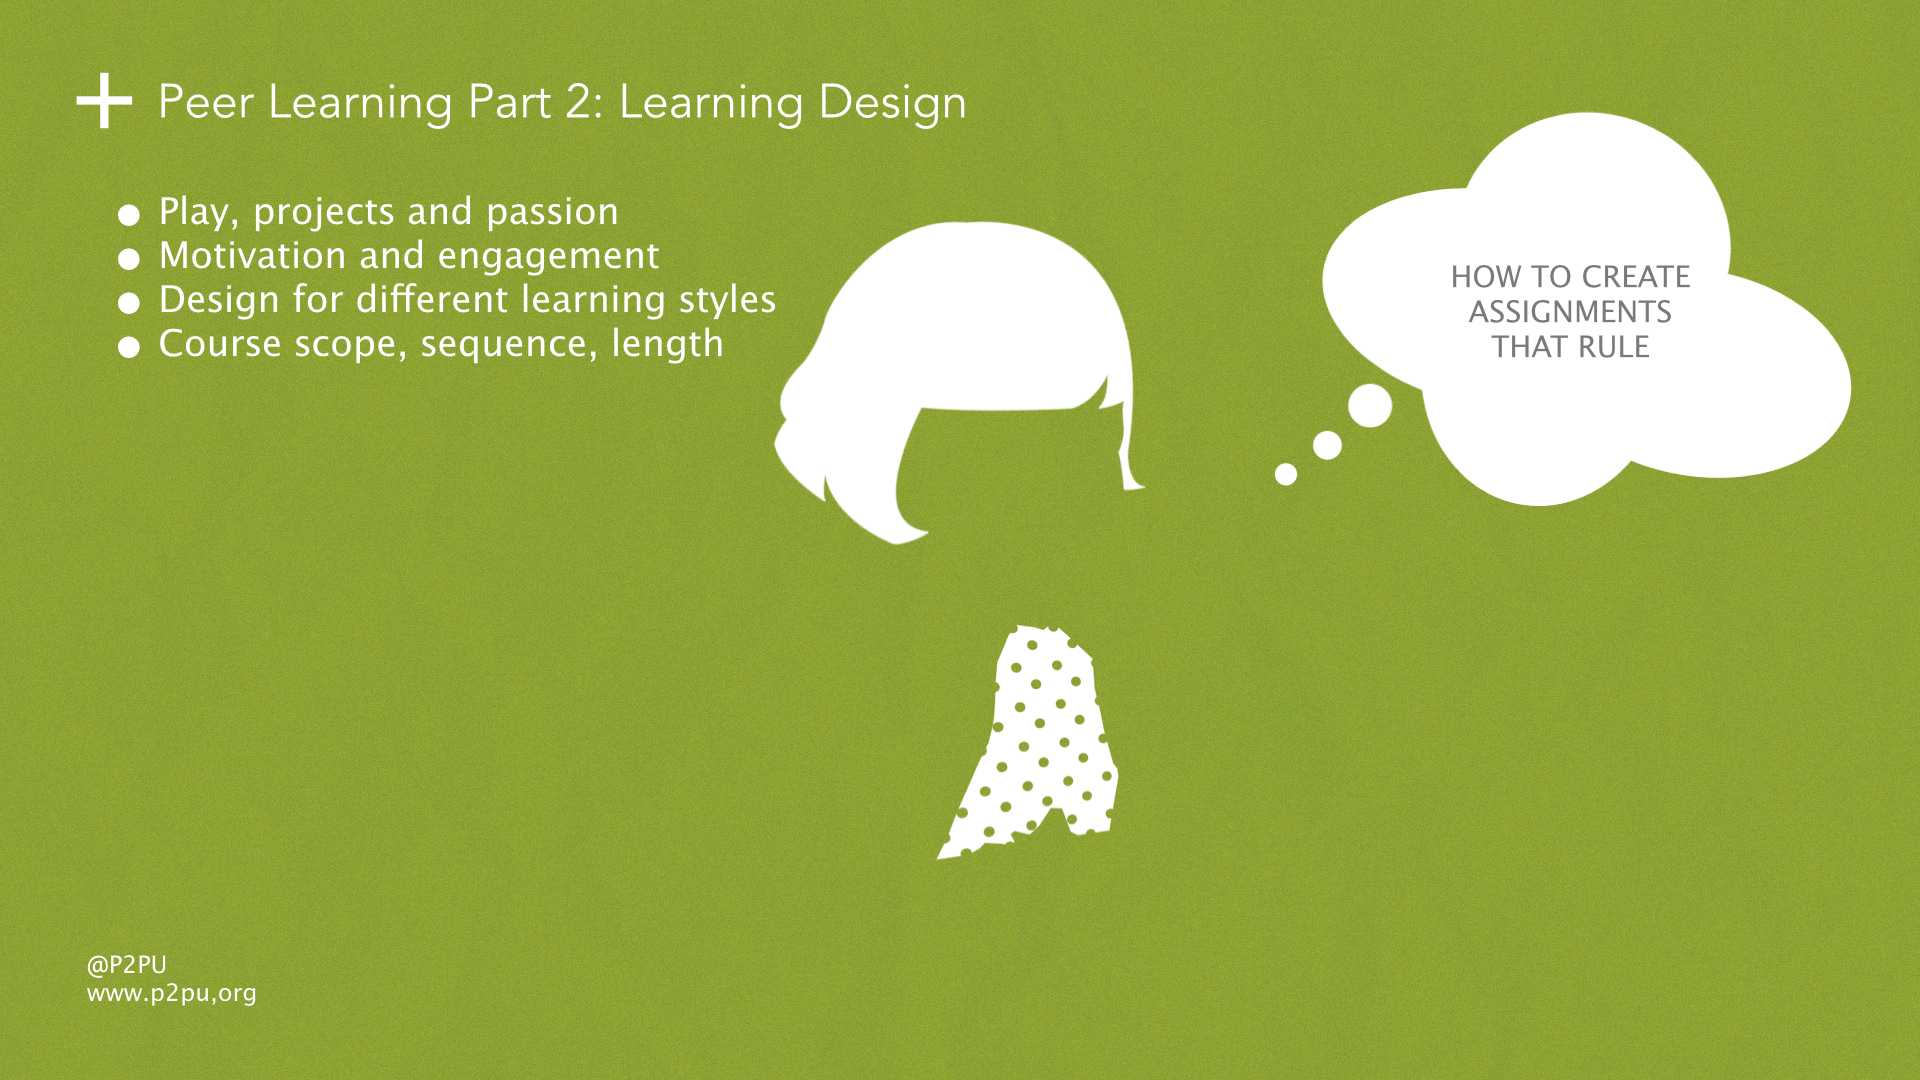 Peer Learning Part 2: Learning Design
● Play, projects and passion
● Motivation and engagement
● Design for different learning styles
● Course scope, sequence, length
HOW TO CREATE
ASSIGNMENTS
THAT RULE
@P2PU
www.p2pu,org